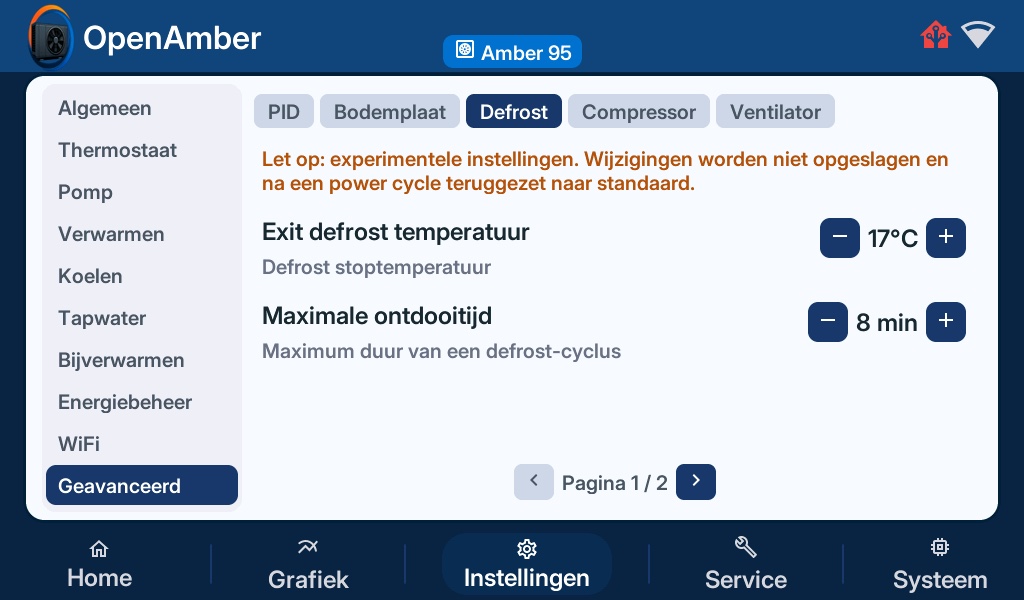 OpenAmber
Amber 95
Algemeen
Thermostaat
Pomp
Verwarmen
Koelen
Tapwater
Bijverwarmen
Energiebeheer
WiFi
Geavanceerd
PID
Bodemplaat
Defrost
Compressor
Ventilator
Let op: experimentele instellingen. Wijzigingen worden niet opgeslagen en
na een power cycle teruggezet naar standaard.
Exit defrost temperatuur
Defrost stoptemperatuur
− 17°C +
Maximale ontdooitijd
Maximum duur van een defrost-cyclus
− 8 min +
< Pagina 1 / 2 >
Home
Grafiek
Instellingen
Service
Systeem